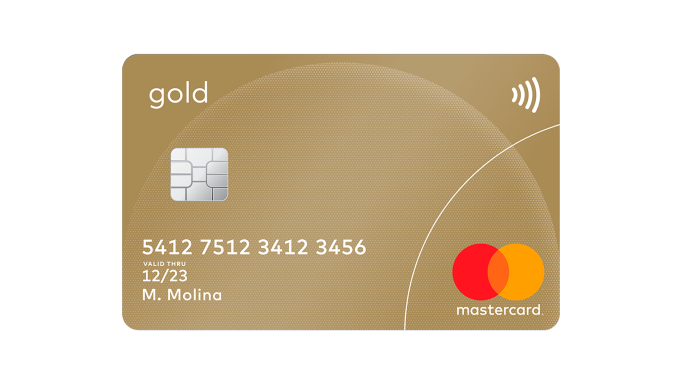 gold
5412 7512 3412 3456
VALID THRU
12/23
M. Molina
mastercard.